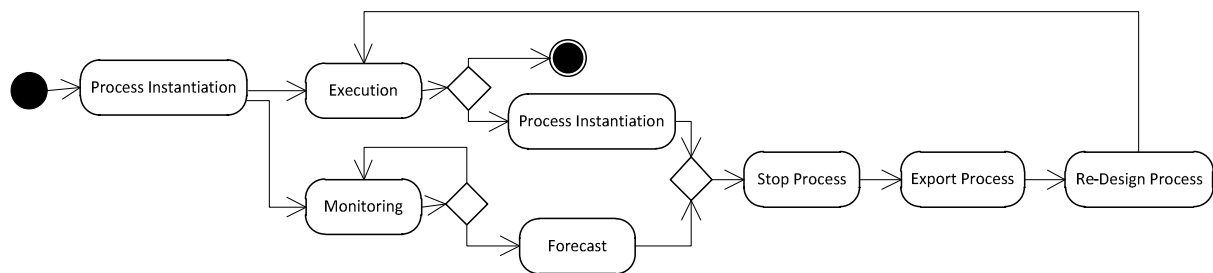 Process Instantiation
Execution
Process Instantiation
Stop Process
Export Process
Re-Design Process
Monitoring
Forecast